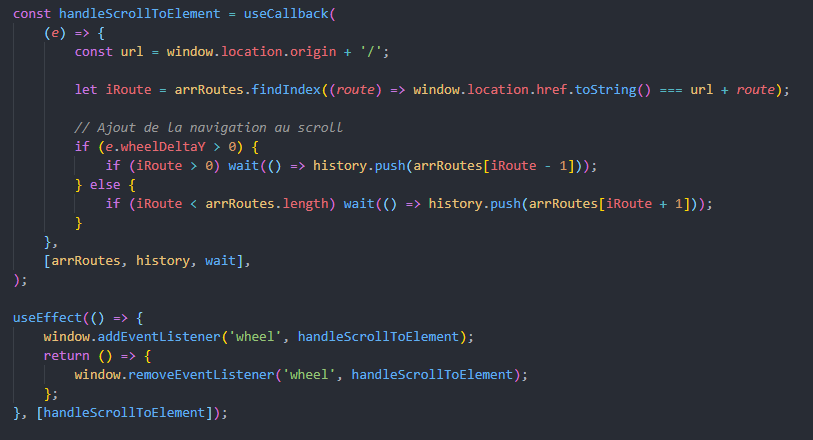 const handleScrollToElement = useCallback(
    (e) => {
        const url = window.location.origin + '/';

        let iRoute = arrRoutes.findIndex((route) => window.location.href.toString() === url + route);

        // Ajout de la navigation au scroll
        if (e.wheelDeltaY > 0) {
            if (iRoute > 0) wait(() => history.push(arrRoutes[iRoute - 1]));
        } else {
            if (iRoute < arrRoutes.length) wait(() => history.push(arrRoutes[iRoute + 1]));
        }
    },
    [arrRoutes, history, wait],
);

useEffect(() => {
    window.addEventListener('wheel', handleScrollToElement);
    return () => {
        window.removeEventListener('wheel', handleScrollToElement);
    };
}, [handleScrollToElement]);